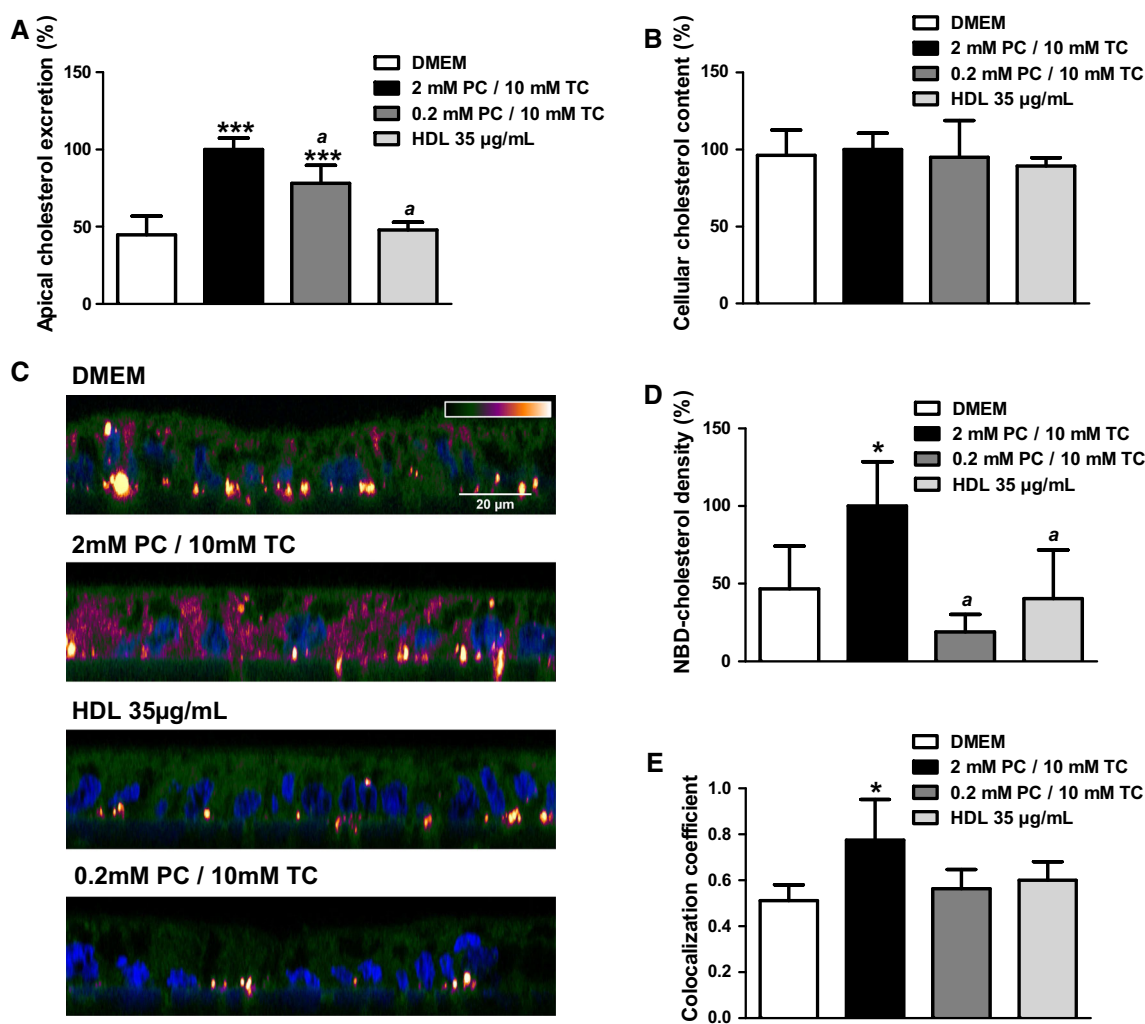 A
Apical cholesterol excretion (%)
150
100
50
0
***
a
***
a
DMEM
2 mM PC / 10 mM TC
0.2 mM PC / 10 mM TC
HDL 35 µg/mL
B
Cellular cholesterol content (%)
150
100
50
0
DMEM
2 mM PC / 10 mM TC
0.2 mM PC / 10 mM TC
HDL 35 µg/mL
C
DMEM
20 µm
2mM PC / 10mM TC
HDL 35µg/mL
0.2mM PC / 10mM TC
D
NBD-cholesterol density (%)
150
100
50
0
*
a
a
DMEM
2 mM PC / 10 mM TC
0.2 mM PC / 10 mM TC
HDL 35 µg/mL
E
Colocalization coefficient
1.0
0.8
0.6
0.4
0.2
0.0
*
DMEM
2 mM PC / 10 mM TC
0.2 mM PC / 10 mM TC
HDL 35 µg/mL